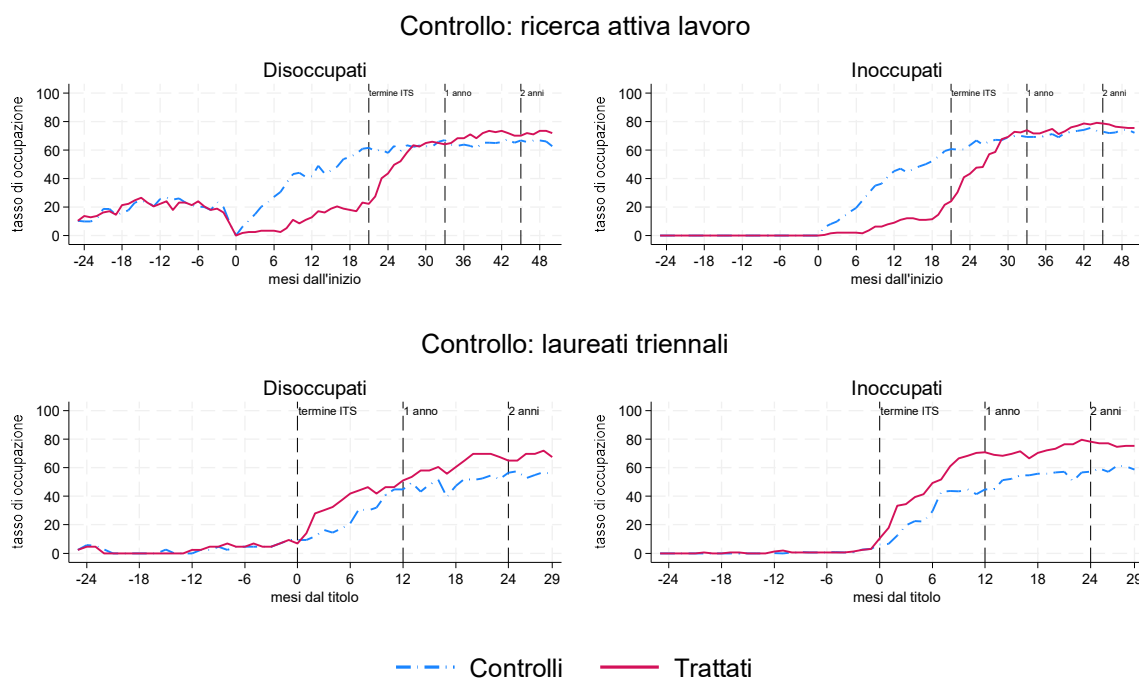 Controllo: ricerca attiva lavoro
Disoccupati
tasso di occupazione
100
80
60
40
20
0
termine ITS
1 anno
2 anni
-24 -18 -12 -6 0 6 12 18 24 30 36 42 48
mesi dall'inizio
Inoccupati
tasso di occupazione
100
80
60
40
20
0
termine ITS
1 anno
2 anni
-24 -18 -12 -6 0 6 12 18 24 30 36 42 48
mesi dall'inizio
Controllo: laureati triennali
Disoccupati
tasso di occupazione
100
80
60
40
20
0
termine ITS
1 anno
2 anni
-24 -18 -12 -6 0 6 12 18 24 29
mesi dal titolo
Inoccupati
tasso di occupazione
100
80
60
40
20
0
termine ITS
1 anno
2 anni
-24 -18 -12 -6 0 6 12 18 24 29
mesi dal titolo
Controlli Trattati